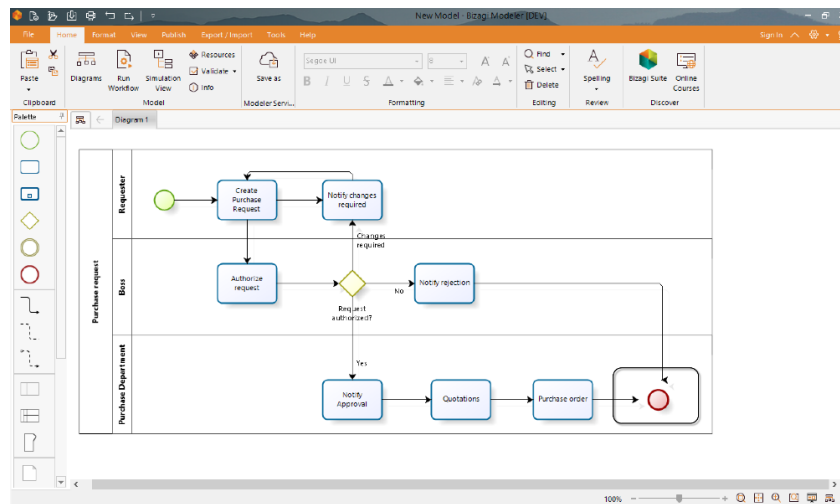 New Model - Bizagi Modeler [DEV]
File Home Format View Publish Export / Import Tools Help Sign In
Paste
Clipboard
Diagrams
Run
Workflow
Simulation
View
Resources
Validate
Info
Model
Save as
Modeler Servi...
Segoe UI 8
B I U S A
Formatting
Find
Select
Delete
Editing
Spelling
Review
Bizagi Suite
Online
Courses
Discover
Palette
Diagram 1
Purchase request
Requester
Create
Purchase
Request
Notify changes
required
Changes
required
Boss
Authorize
request
Request
authorized?
No
Notify rejection
Yes
Purchase Department
Notify
Approval
Quotations
Purchase order
100%